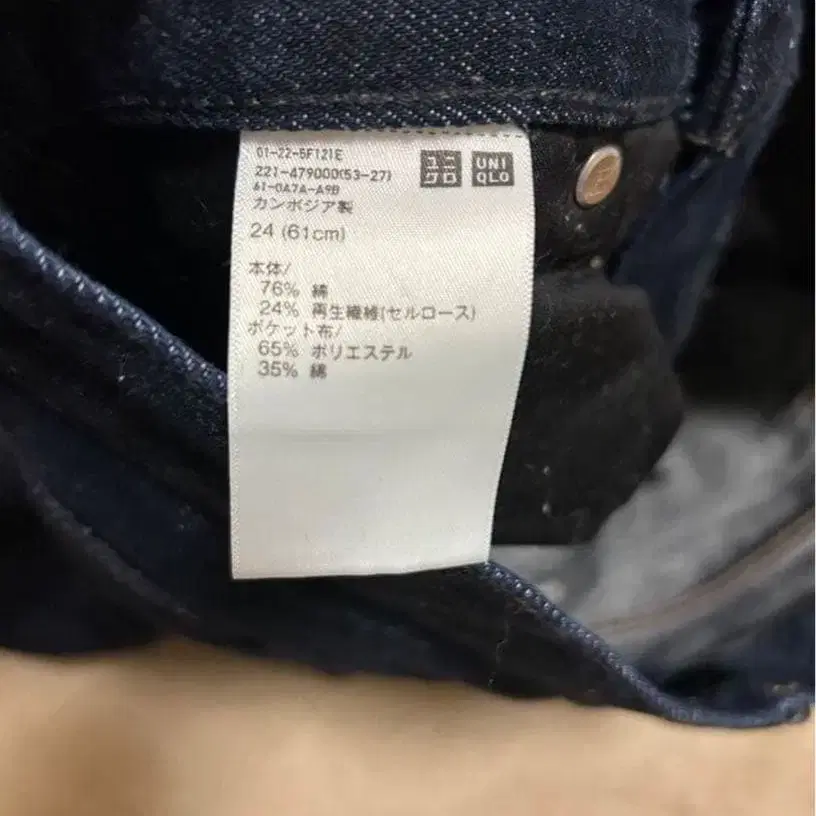 01-22-5F121E
221-479000(53-27)
61-0A7A-A9B
ユニクロ
UNIQLO
カンボジア製
24 (61cm)
本体/
76% 綿
24% 再生繊維(セルロース)
ポケット布/
65% ポリエステル
35% 綿